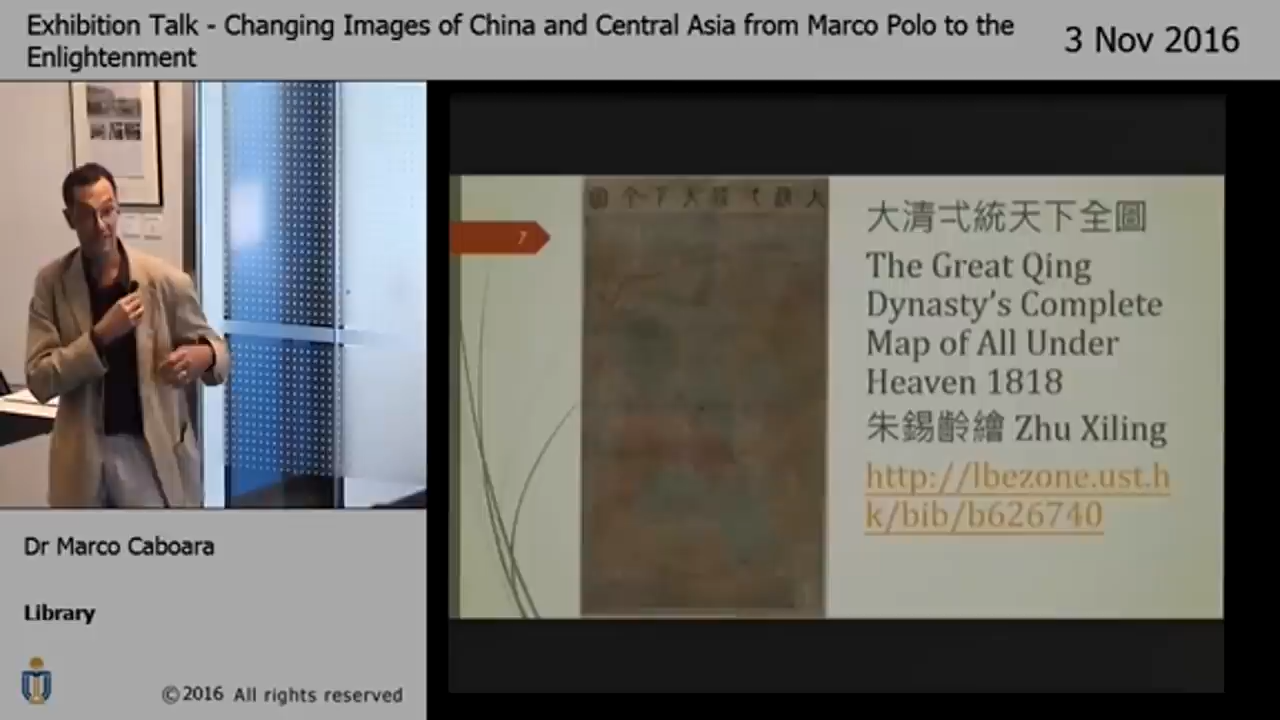 Exhibition Talk - Changing Images of China and Central Asia from Marco Polo to the
Enlightenment
3 Nov 2016
7
大清弌統天下全圖
The Great Qing
Dynasty's Complete
Map of All Under
Heaven 1818
朱錫齡繪 Zhu Xiling
http://lbezone.ust.h
k/bib/b626740
Dr Marco Caboara
Library
©2016 All rights reserved